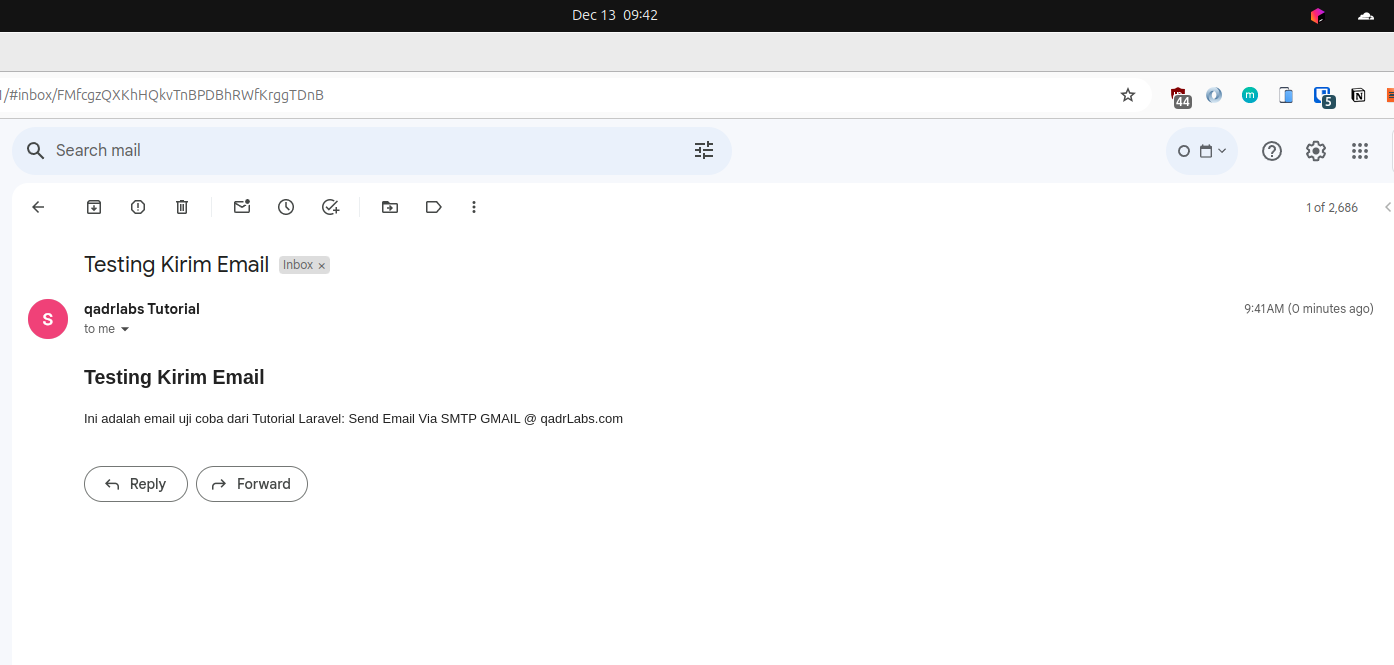 Dec 13 09:42
/#inbox/FMfcgzQXKhHQkvTnBPDBhRWfKrggTDnB
44
m
5
N
Search mail
1 of 2,686
Testing Kirim Email Inbox ×
S
qadrlabs Tutorial
9:41 AM (0 minutes ago)
to me
Testing Kirim Email
Ini adalah email uji coba dari Tutorial Laravel: Send Email Via SMTP GMAIL @ qadrLabs.com
Reply
Forward